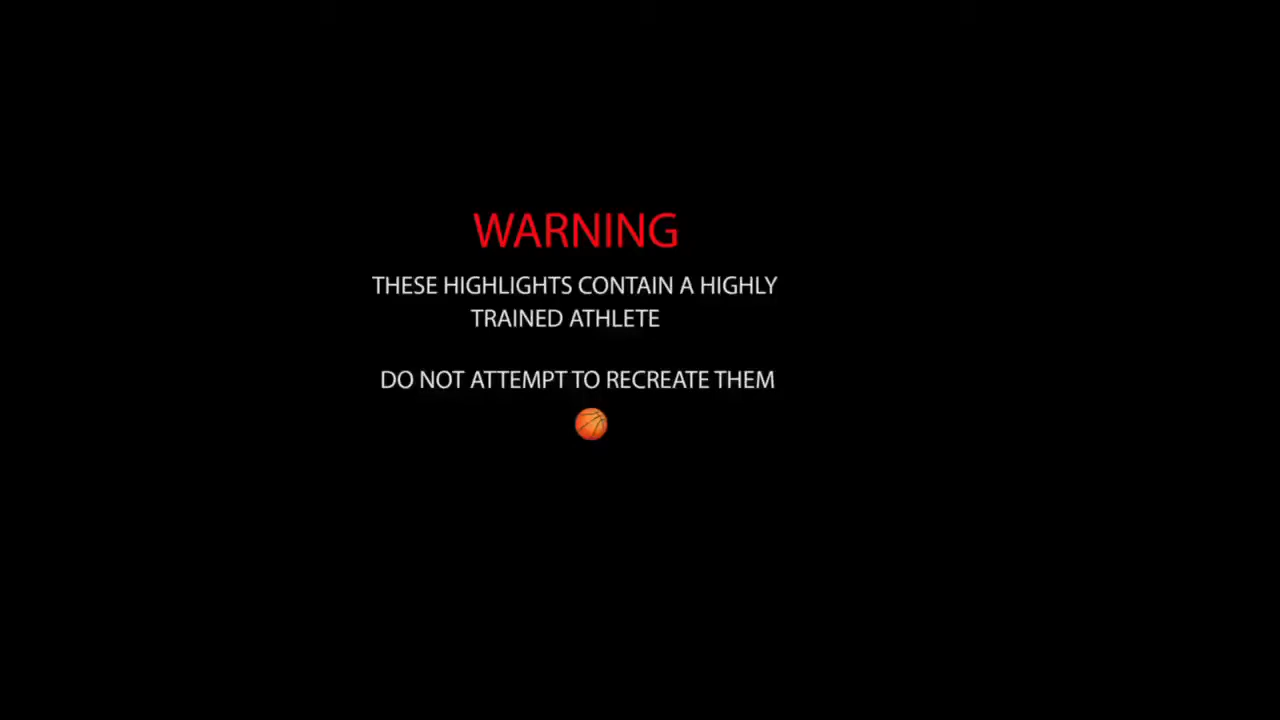 WARNING
THESE HIGHLIGHTS CONTAIN A HIGHLY
TRAINED ATHLETE
DO NOT ATTEMPT TO RECREATE THEM